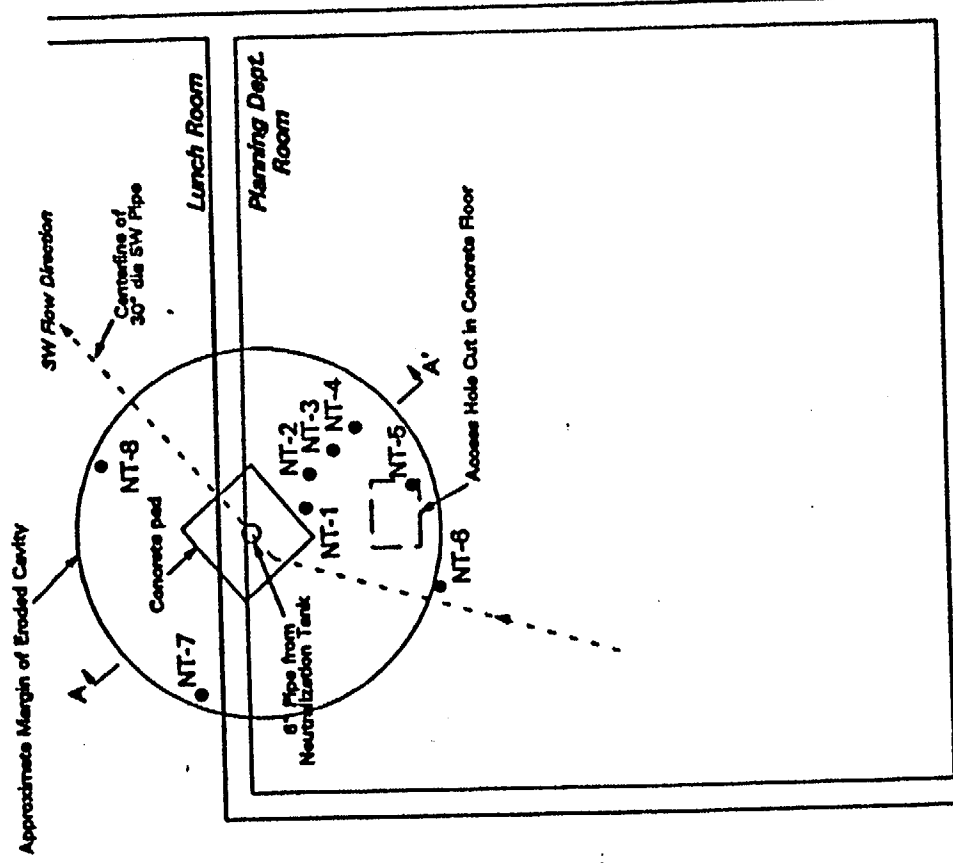 Approximate Margin of Eroded Cavity
SW Flow Direction
Centerline of
30" dia SW Pipe
Lunch Room
Planning Dept.
Room
A
NT-7
NT-8
Concrete pad
6" Pipe from
Neutralization Tank
NT-1
NT-2
NT-3
NT-4
NT-5
NT-6
A'
Access Hole Cut in Concrete Floor